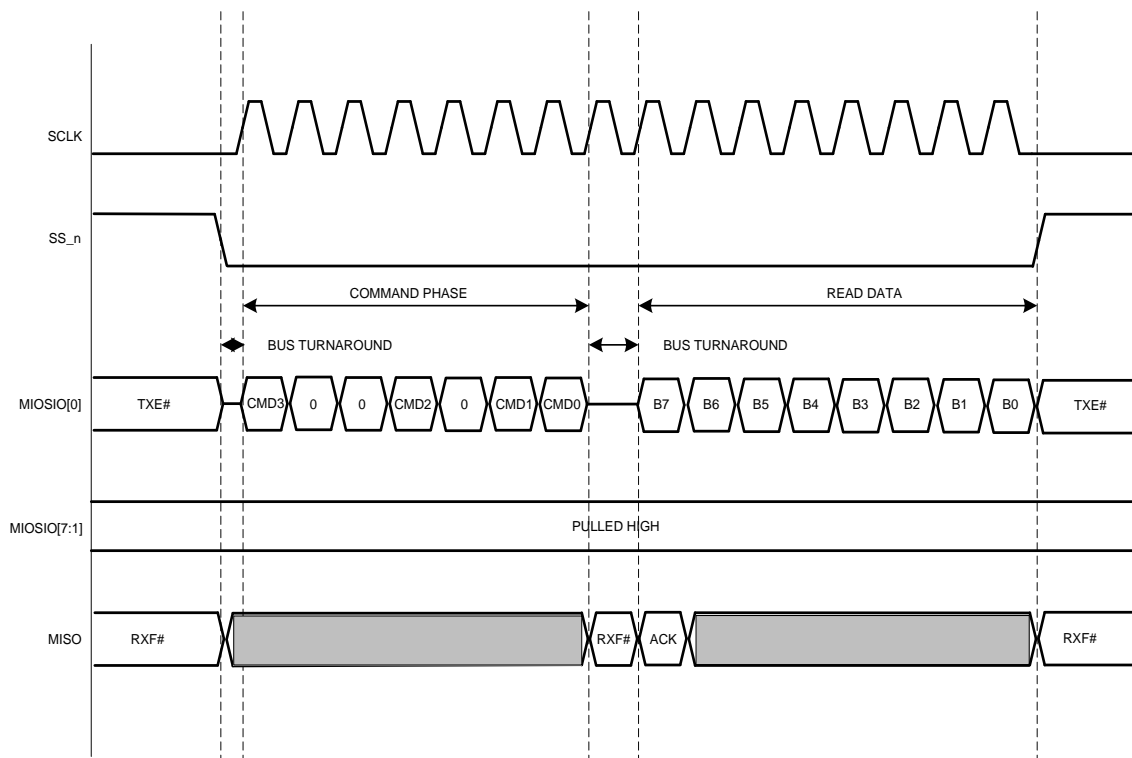 SCLK
SS_n
COMMAND PHASE READ DATA
BUS TURNAROUND BUS TURNAROUND
MIOSIO[0] TXE# CMD3 0 0 CMD2 0 CMD1 CMD0 B7 B6 B5 B4 B3 B2 B1 B0 TXE#
MIOSIO[7:1] PULLED HIGH
MISO RXF# RXF# ACK RXF#